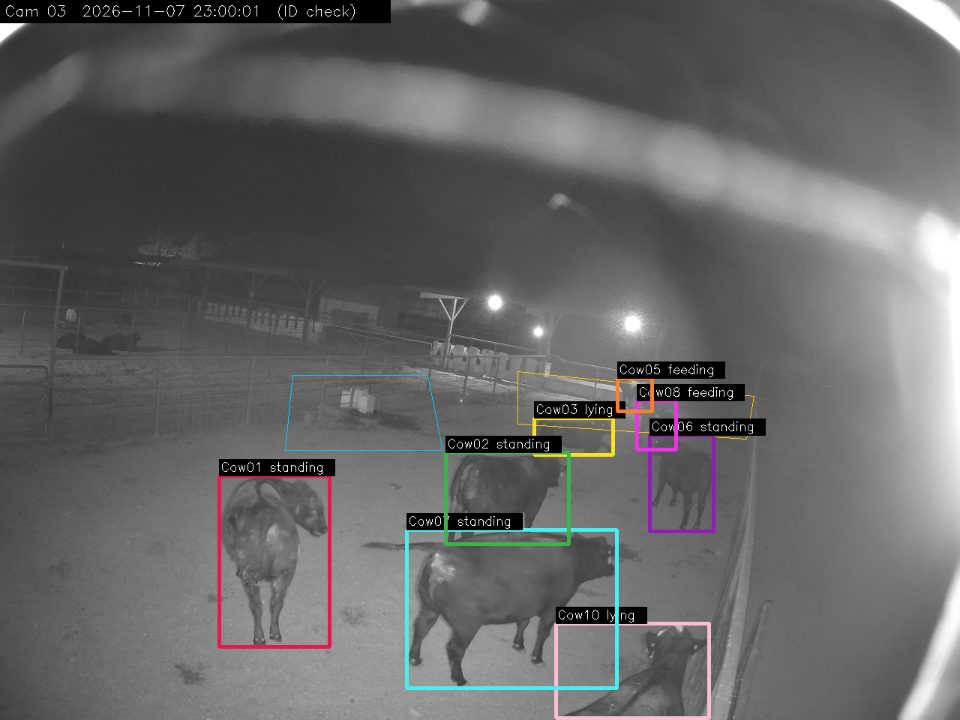 Cam 03 2026-11-07 23:00:01 (ID check)
Cow05 feeding
Cow08 feeding
Cow03 lying
Cow06 standing
Cow02 standing
Cow01 standing
Cow07 standing
Cow10 lying